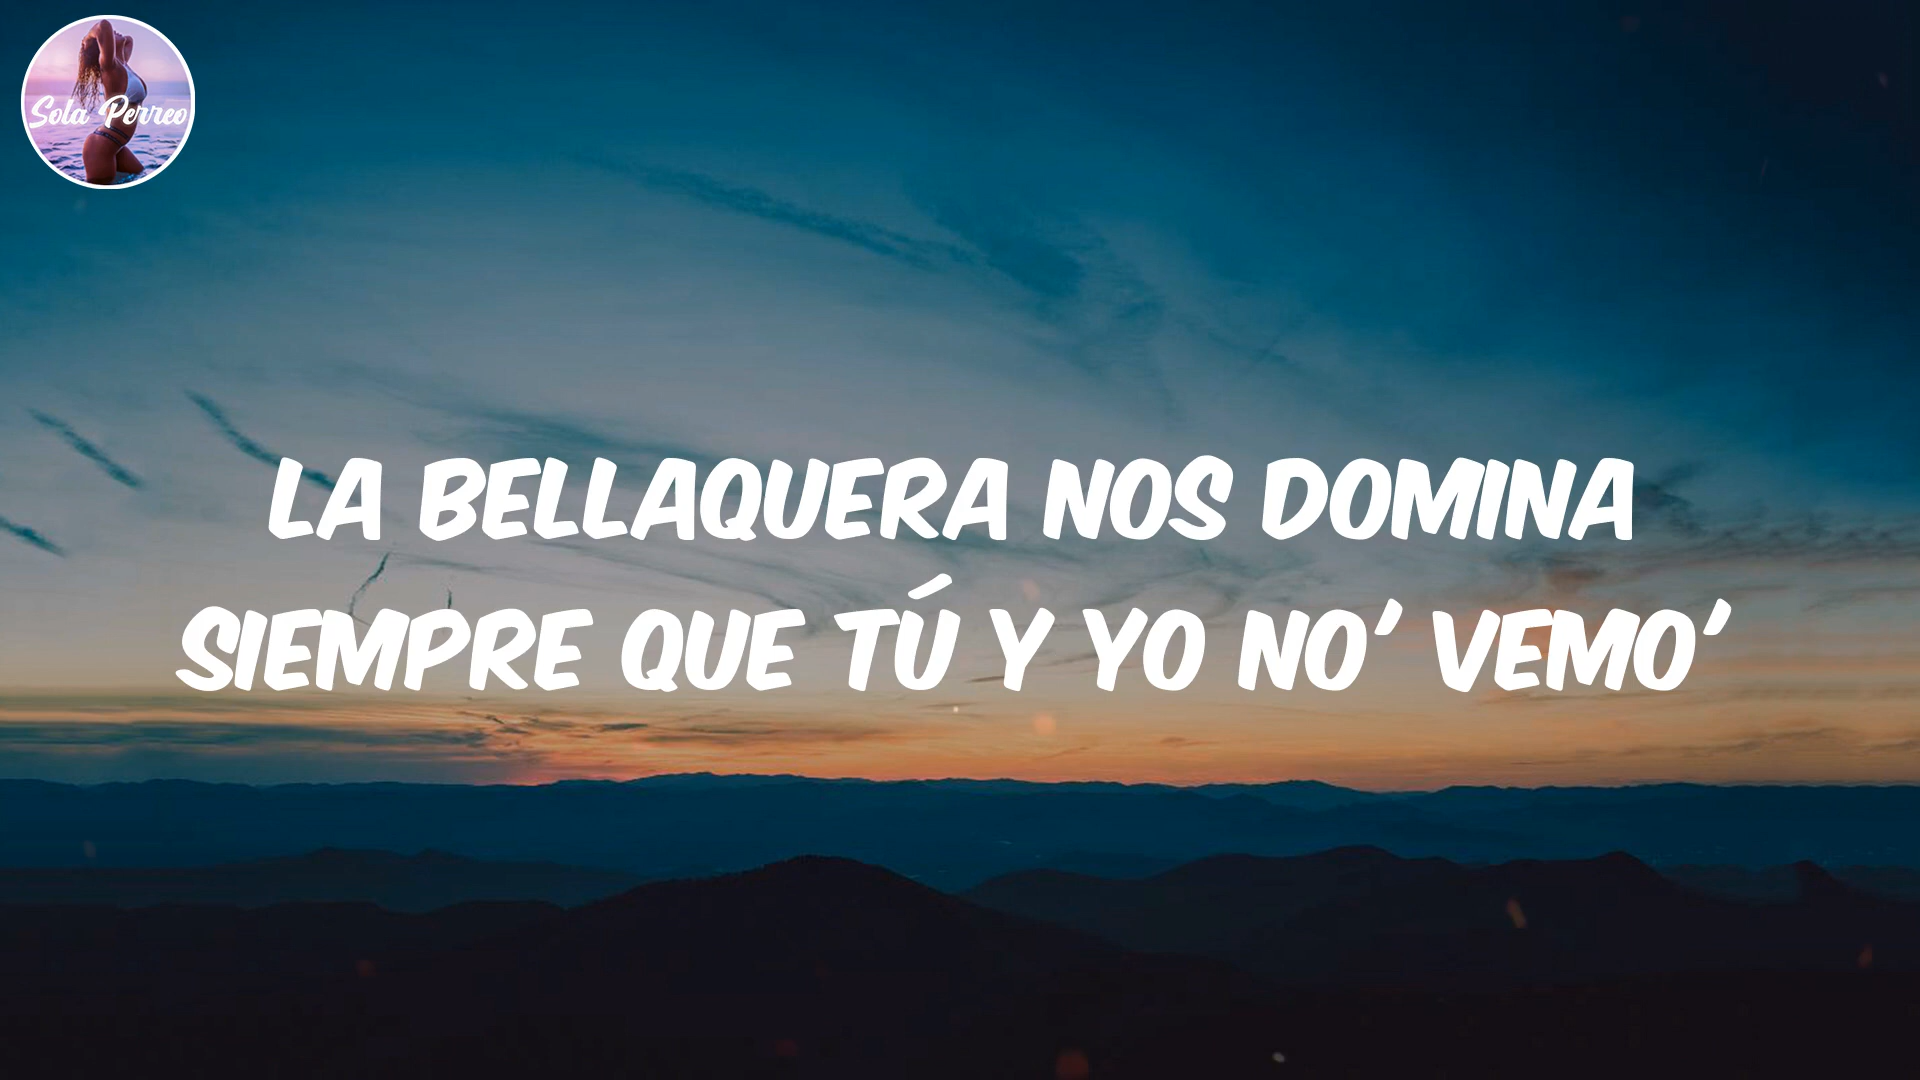 Sola Perreo
LA BELLAQUERA NOS DOMINA
SIEMPRE QUE TÚ Y YO NO' VEMO'